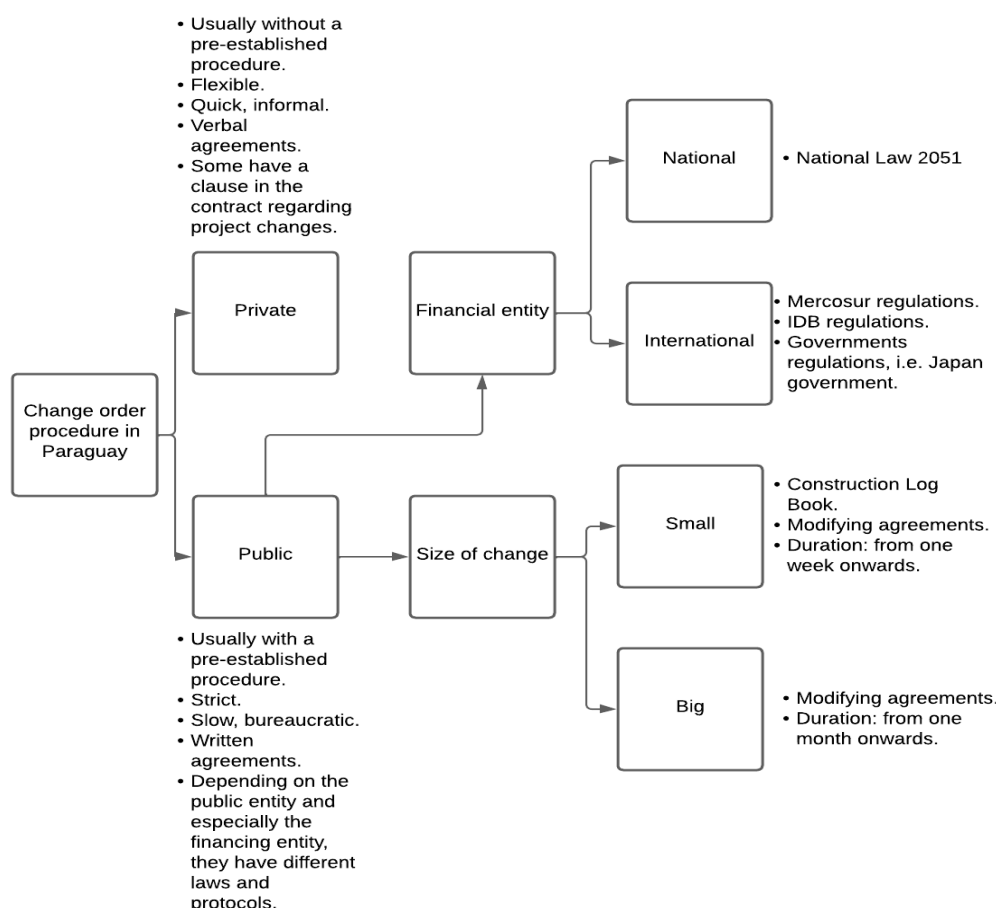 • Usually without a
pre-established
procedure.
• Flexible.
• Quick, informal.
• Verbal
agreements.
• Some have a
clause in the
contract regarding
project changes.
National
• National Law 2051
Private
Financial entity
International
• Mercosur regulations.
• IDB regulations.
• Governments
regulations, i.e. Japan
government.
Change order
procedure in
Paraguay
Public
Size of change
Small
• Construction Log
Book.
• Modifying agreements.
• Duration: from one
week onwards.
• Usually with a
pre-established
procedure.
• Strict.
• Slow, bureaucratic.
• Written
agreements.
• Depending on the
public entity and
especially the
financing entity,
they have different
laws and
protocols.
Big
• Modifying agreements.
• Duration: from one
month onwards.